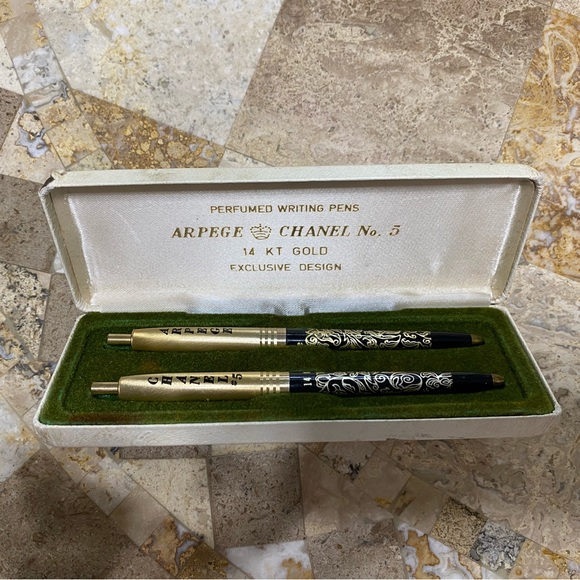 PERFUMED WRITING PENS
ARPEGE CHANEL No. 5
14 KT GOLD
EXCLUSIVE DESIGN
ARPEGE
CHANEL #5